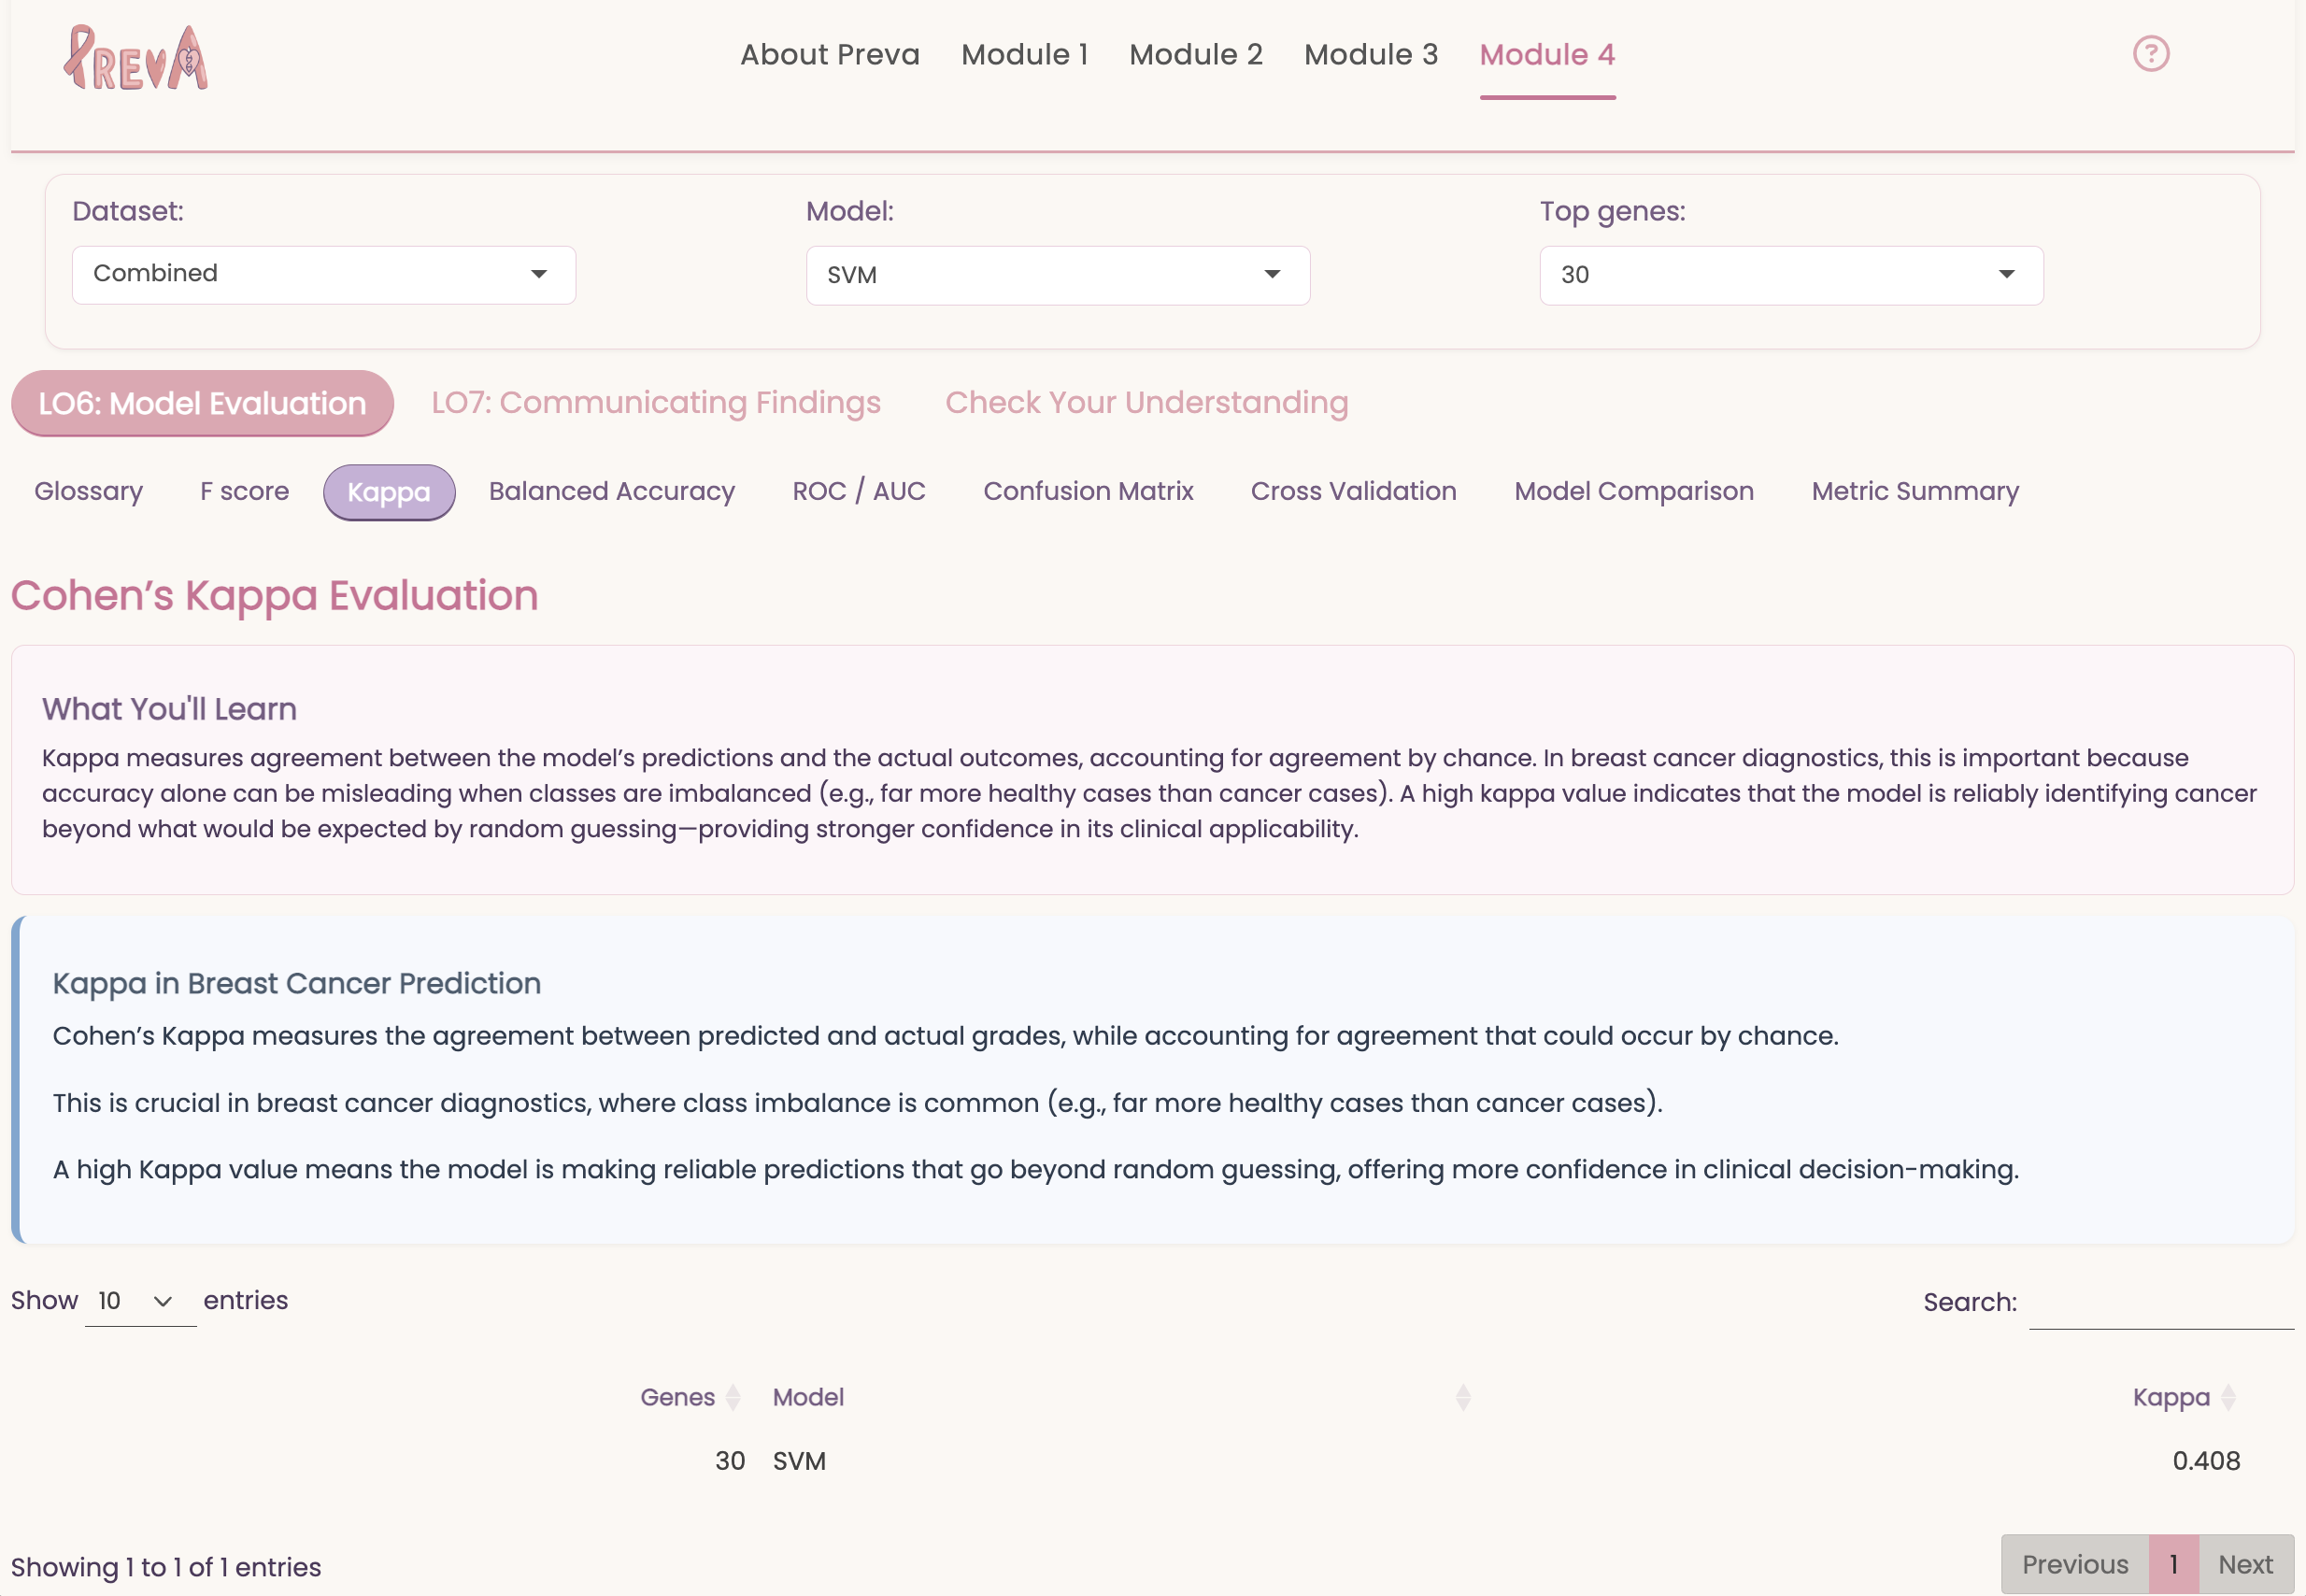 PREVA
About Preva Module 1 Module 2 Module 3 Module 4 ?
Dataset: Model: Top genes:
Combined SVM 30
LO6: Model Evaluation LO7: Communicating Findings Check Your Understanding
Glossary F score Kappa Balanced Accuracy ROC / AUC Confusion Matrix Cross Validation Model Comparison Metric Summary
Cohen’s Kappa Evaluation
What You'll Learn
Kappa measures agreement between the model’s predictions and the actual outcomes, accounting for agreement by chance. In breast cancer diagnostics, this is important because
accuracy alone can be misleading when classes are imbalanced (e.g., far more healthy cases than cancer cases). A high kappa value indicates that the model is reliably identifying cancer
beyond what would be expected by random guessing—providing stronger confidence in its clinical applicability.
Kappa in Breast Cancer Prediction
Cohen’s Kappa measures the agreement between predicted and actual grades, while accounting for agreement that could occur by chance.
This is crucial in breast cancer diagnostics, where class imbalance is common (e.g., far more healthy cases than cancer cases).
A high Kappa value means the model is making reliable predictions that go beyond random guessing, offering more confidence in clinical decision-making.
Show 10 entries Search:
Genes Model Kappa
30 SVM 0.408
Showing 1 to 1 of 1 entries Previous 1 Next